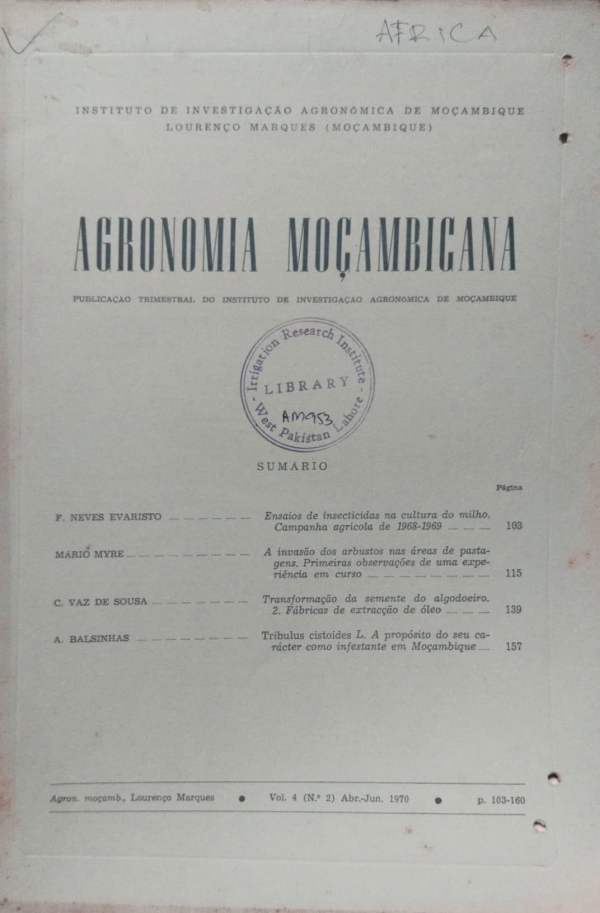 AFRICA
INSTITUTO DE INVESTIGAÇÃO AGRONÓMICA DE MOÇAMBIQUE
LOURENÇO MARQUES (MOÇAMBIQUE)
AGRONOMIA MOÇAMBICANA
PUBLICAÇÃO TRIMESTRAL DO INSTITUTO DE INVESTIGAÇÃO AGRONÓMICA DE MOÇAMBIQUE
Irrigation Research Institute
LIBRARY
AM953
- West Pakistan Lahore -
SUMÁRIO
Página
F. NEVES EVARISTO — Ensaios de insecticidas na cultura do milho.
Campanha agrícola de 1968-1969 — 103
MÁRIO MYRE — A invasão dos arbustos nas áreas de pasta-
gens. Primeiras observações de uma expe-
riência em curso — 115
C. VAZ DE SOUSA — Transformação da semente do algodoeiro.
2. Fábricas de extracção de óleo — 139
A. BALSINHAS — Tribulus cistoides L. A propósito do seu ca-
rácter como infestante em Moçambique — 157
Agron. moçamb., Lourenço Marques ● Vol. 4 (N.º 2) Abr.-Jun. 1970 ● p. 103-160